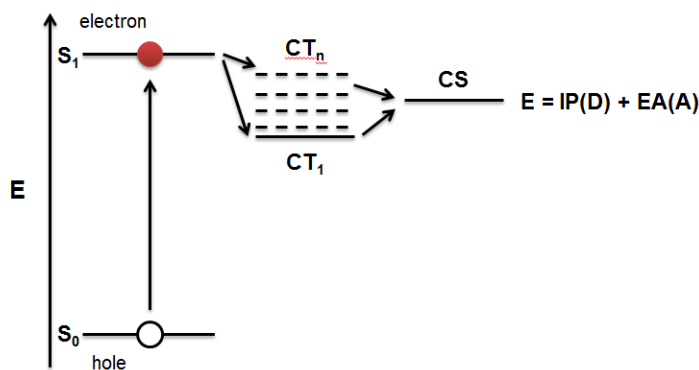 electron
S1
CTn
CS
E = IP(D) + EA(A)
CT1
E
S0
hole